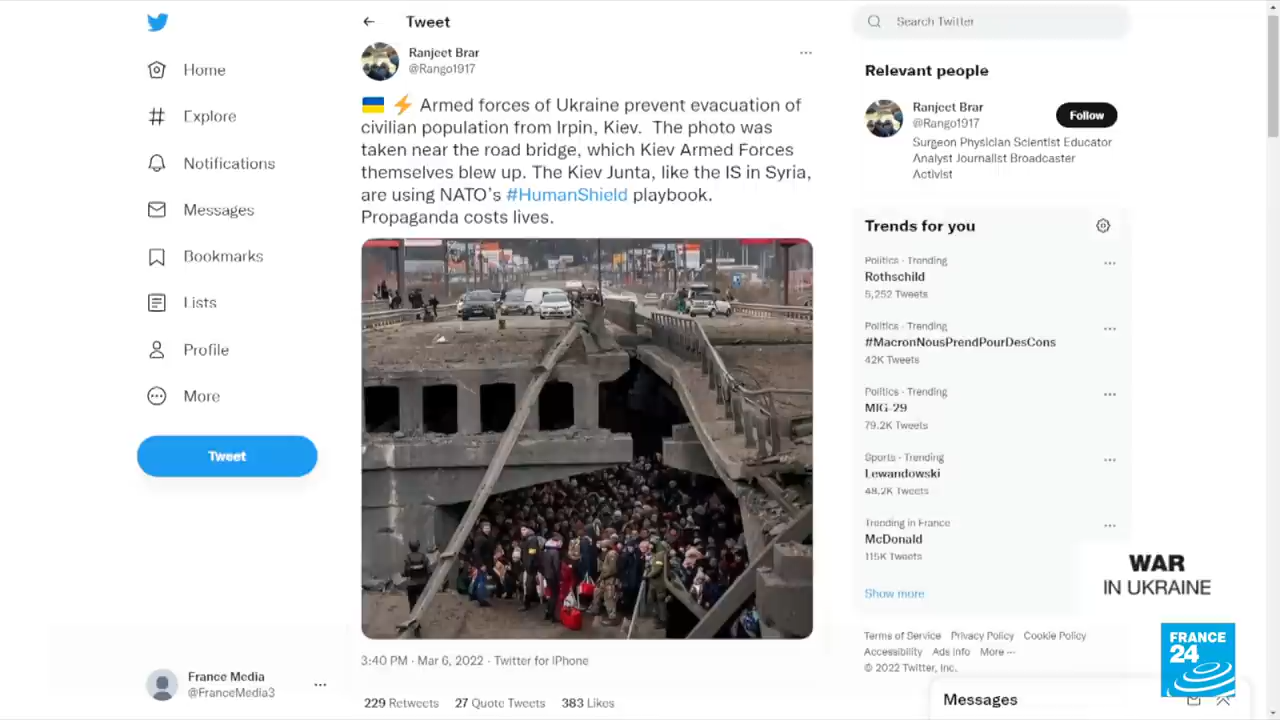 Tweet
Search Twitter
Home
Explore
Notifications
Messages
Bookmarks
Lists
Profile
More
Tweet
France Media
@FranceMedia3
Ranjeet Brar
@Rango1917
Armed forces of Ukraine prevent evacuation of
civilian population from Irpin, Kiev. The photo was
taken near the road bridge, which Kiev Armed Forces
themselves blew up. The Kiev Junta, like the IS in Syria,
are using NATO's #HumanShield playbook.
Propaganda costs lives.
3:40 PM · Mar 6, 2022 · Twitter for iPhone
229 Retweets 27 Quote Tweets 383 Likes
Relevant people
Ranjeet Brar
@Rango1917
Follow
Surgeon Physician Scientist Educator
Analyst Journalist Broadcaster
Activist
Trends for you
Politics · Trending
Rothschild
5,252 Tweets
Politics · Trending
#MacronNousPrendPourDesCons
42K Tweets
Politics · Trending
MIG-29
79.2K Tweets
Sports · Trending
Lewandowski
48.2K Tweets
Trending in France
McDonald
115K Tweets
Show more
Terms of Service Privacy Policy Cookie Policy
Accessibility Ads info More ···
© 2022 Twitter, Inc.
Messages
WAR
IN UKRAINE
FRANCE
24